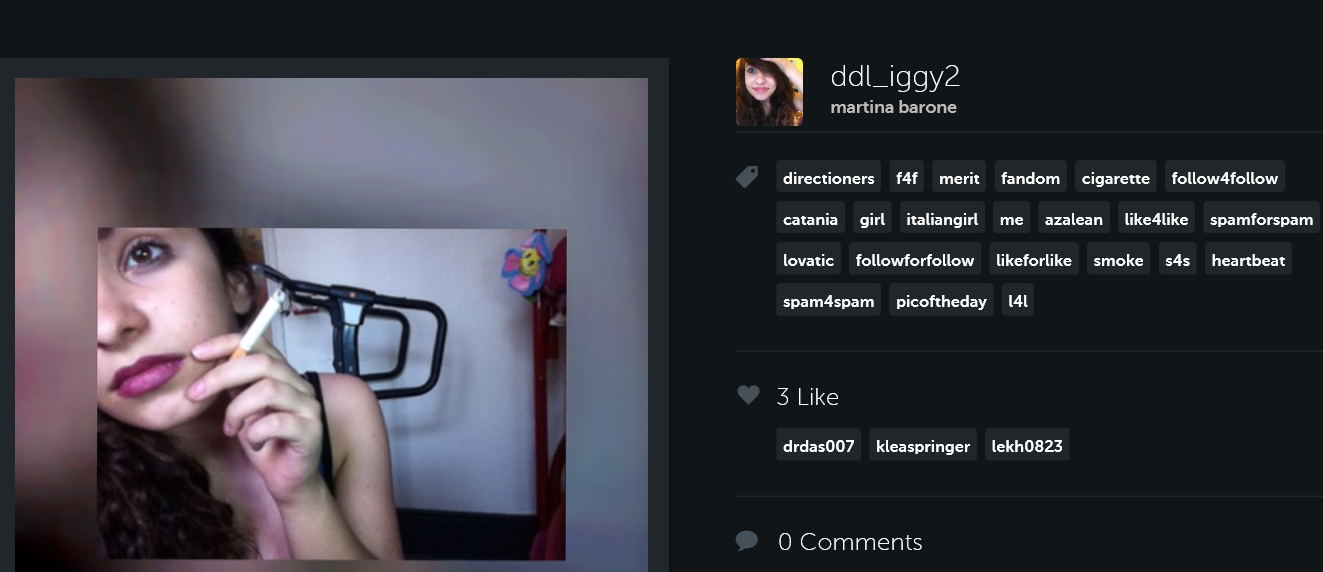 ddl_iggy2
martina barone
directioners f4f merit fandom cigarette follow4follow
catania girl italiangirl me azalean like4like spamforspam
lovatic followforfollow likeforlike smoke s4s heartbeat
spam4spam picoftheday l4l
3 Like
drdas007 kleaspringer lekh0823
0 Comments